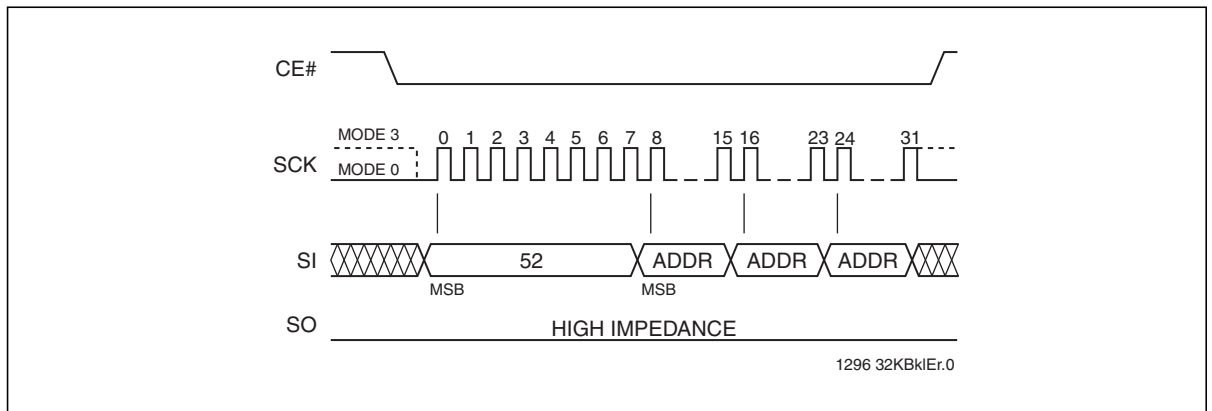 CE#
MODE 3
0 1 2 3 4 5 6 7 8 15 16 23 24 31
SCK
MODE 0
SI
52 ADDR ADDR ADDR
MSB MSB
SO
HIGH IMPEDANCE
1296 32KBklEr.0